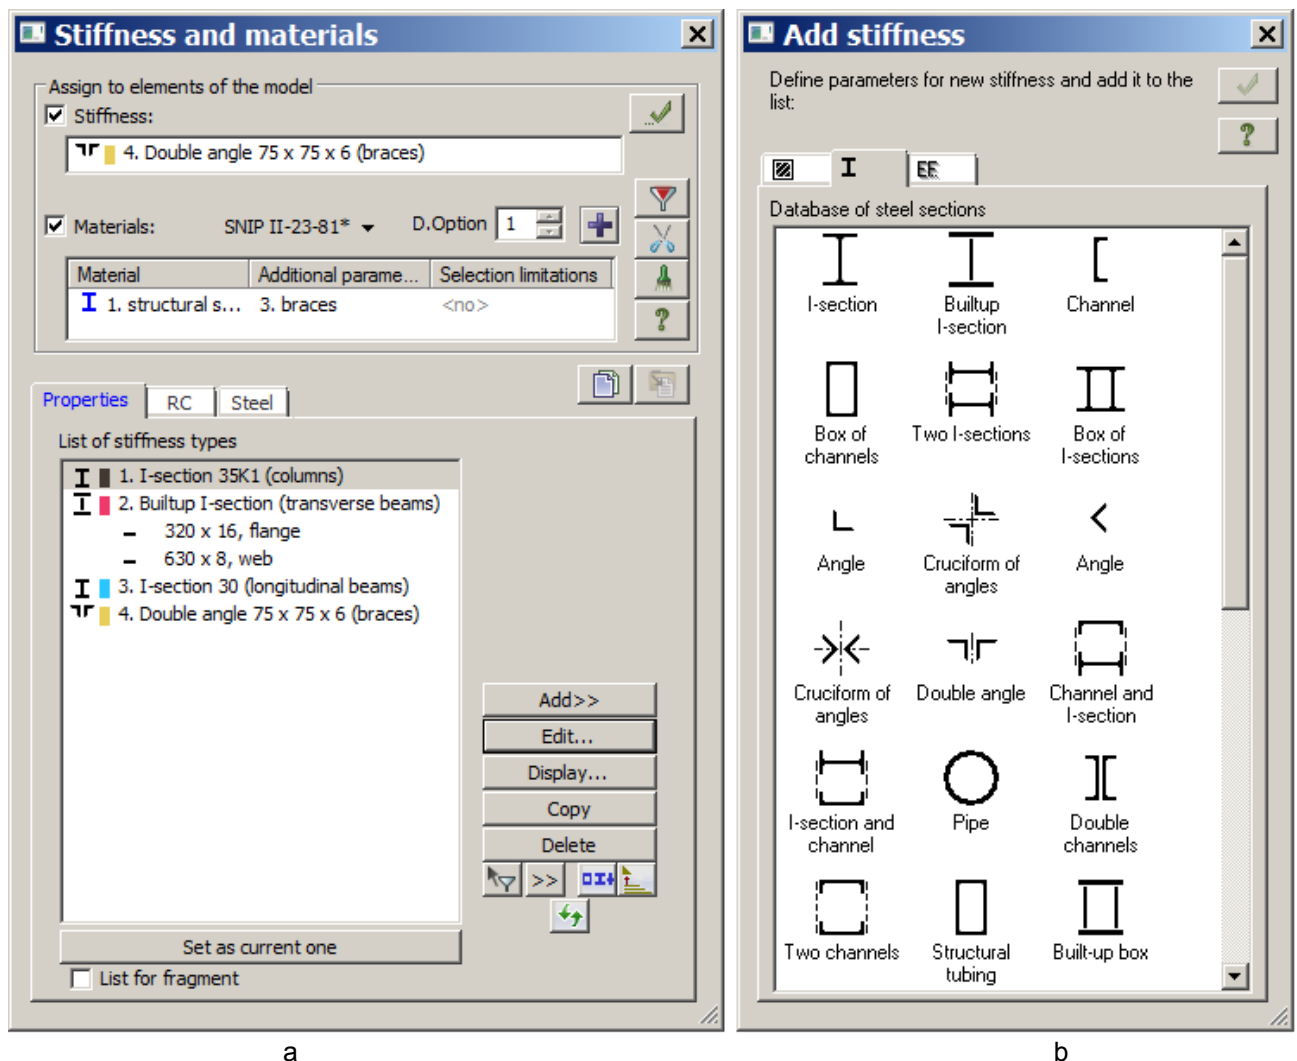 Stiffness and materials
Assign to elements of the model
Stiffness:
4. Double angle 75 x 75 x 6 (braces)
Materials: SNIP II-23-81* D.Option 1
Material Additional parame... Selection limitations
1. structural s... 3. braces <no>
Properties RC Steel
List of stiffness types
1. I-section 35K1 (columns)
2. Builtup I-section (transverse beams)
320 x 16, flange
630 x 8, web
3. I-section 30 (longitudinal beams)
4. Double angle 75 x 75 x 6 (braces)
Add>>
Edit...
Display...
Copy
Delete
>>
Set as current one
List for fragment
a
Add stiffness
Define parameters for new stiffness and add it to the
list:
Database of steel sections
I-section
Builtup
I-section
Channel
Box of
channels
Two I-sections
Box of
I-sections
Angle
Cruciform of
angles
Angle
Cruciform of
angles
Double angle
Channel and
I-section
I-section and
channel
Pipe
Double
channels
Two channels
Structural
tubing
Built-up box
b